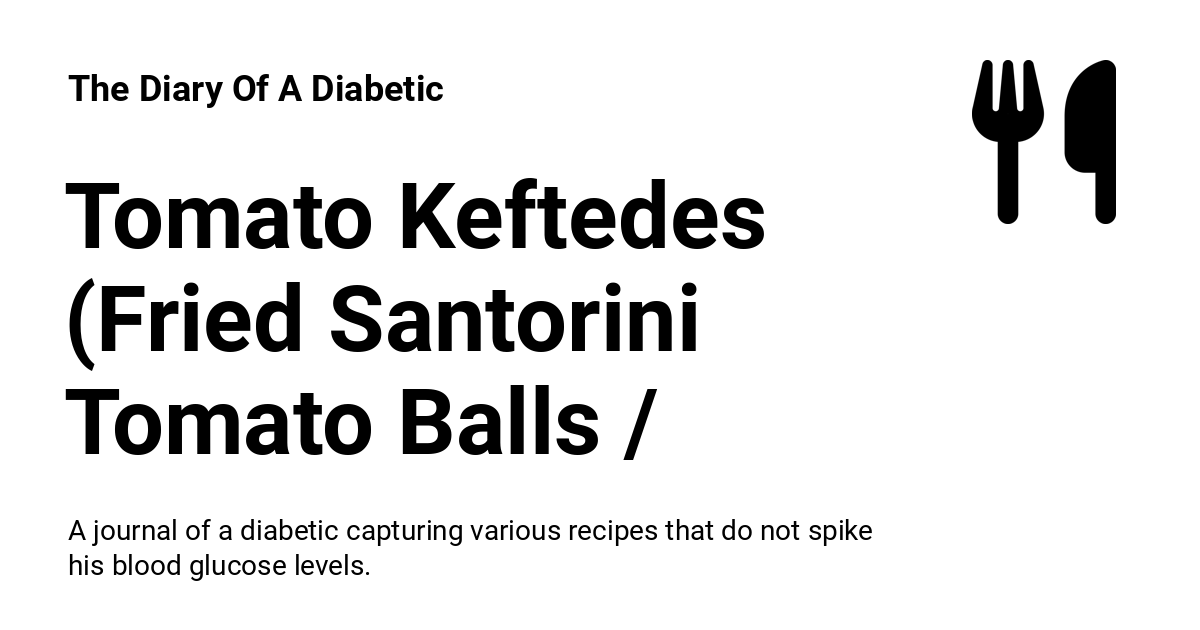 The Diary Of A Diabetic
Tomato Keftedes
(Fried Santorini
Tomato Balls /
A journal of a diabetic capturing various recipes that do not spike
his blood glucose levels.